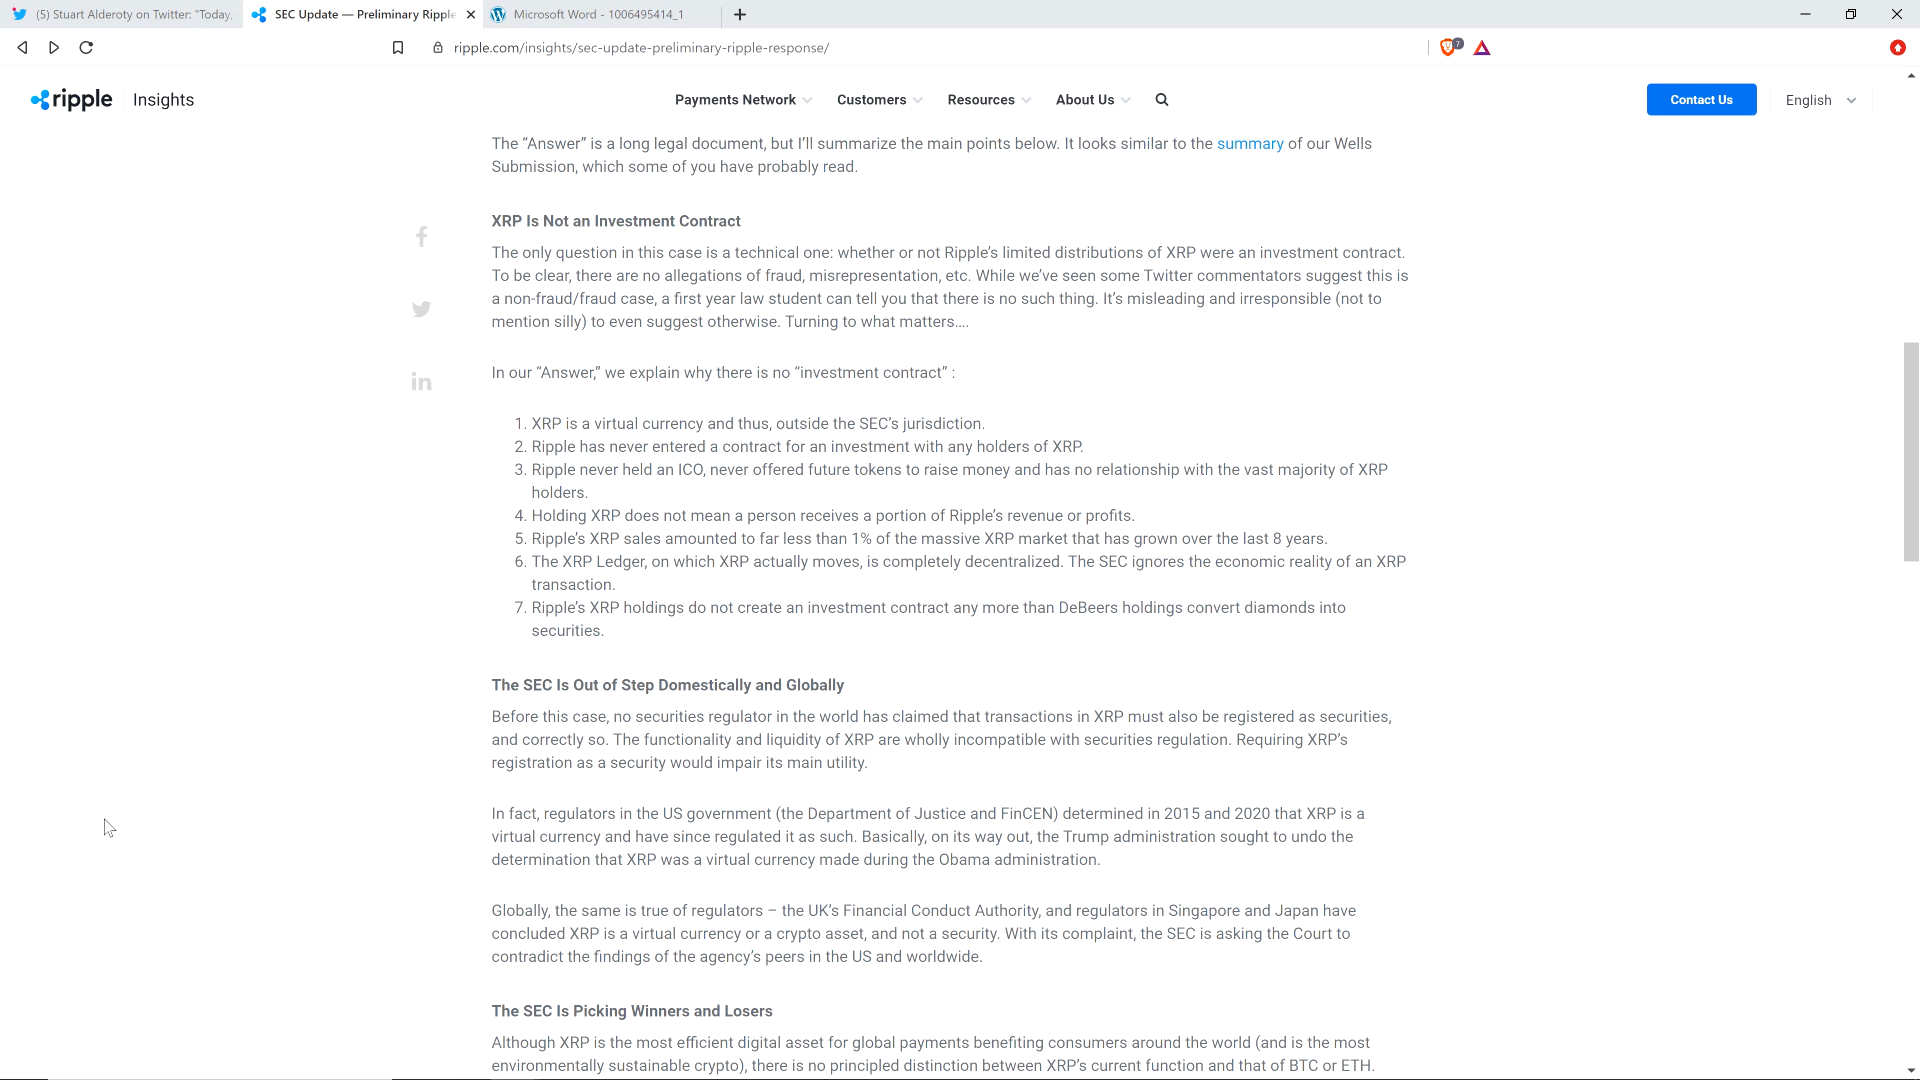 (5) Stuart Alderoty on Twitter: "Today,
SEC Update — Preliminary Ripple
Microsoft Word - 1006495414_1
ripple.com/insights/sec-update-preliminary-ripple-response/
7
ripple Insights
Payments Network
Customers
Resources
About Us
Contact Us
English
The “Answer” is a long legal document, but I’ll summarize the main points below. It looks similar to the summary of our Wells
Submission, which some of you have probably read.
XRP Is Not an Investment Contract
The only question in this case is a technical one: whether or not Ripple’s limited distributions of XRP were an investment contract.
To be clear, there are no allegations of fraud, misrepresentation, etc. While we’ve seen some Twitter commentators suggest this is
a non-fraud/fraud case, a first year law student can tell you that there is no such thing. It’s misleading and irresponsible (not to
mention silly) to even suggest otherwise. Turning to what matters….
In our “Answer,” we explain why there is no “investment contract” :
1. XRP is a virtual currency and thus, outside the SEC’s jurisdiction.
2. Ripple has never entered a contract for an investment with any holders of XRP.
3. Ripple never held an ICO, never offered future tokens to raise money and has no relationship with the vast majority of XRP
holders.
4. Holding XRP does not mean a person receives a portion of Ripple’s revenue or profits.
5. Ripple’s XRP sales amounted to far less than 1% of the massive XRP market that has grown over the last 8 years.
6. The XRP Ledger, on which XRP actually moves, is completely decentralized. The SEC ignores the economic reality of an XRP
transaction.
7. Ripple’s XRP holdings do not create an investment contract any more than DeBeers holdings convert diamonds into
securities.
The SEC Is Out of Step Domestically and Globally
Before this case, no securities regulator in the world has claimed that transactions in XRP must also be registered as securities,
and correctly so. The functionality and liquidity of XRP are wholly incompatible with securities regulation. Requiring XRP’s
registration as a security would impair its main utility.
In fact, regulators in the US government (the Department of Justice and FinCEN) determined in 2015 and 2020 that XRP is a
virtual currency and have since regulated it as such. Basically, on its way out, the Trump administration sought to undo the
determination that XRP was a virtual currency made during the Obama administration.
Globally, the same is true of regulators – the UK’s Financial Conduct Authority, and regulators in Singapore and Japan have
concluded XRP is a virtual currency or a crypto asset, and not a security. With its complaint, the SEC is asking the Court to
contradict the findings of the agency’s peers in the US and worldwide.
The SEC Is Picking Winners and Losers
Although XRP is the most efficient digital asset for global payments benefiting consumers around the world (and is the most
environmentally sustainable crypto), there is no principled distinction between XRP’s current function and that of BTC or ETH.